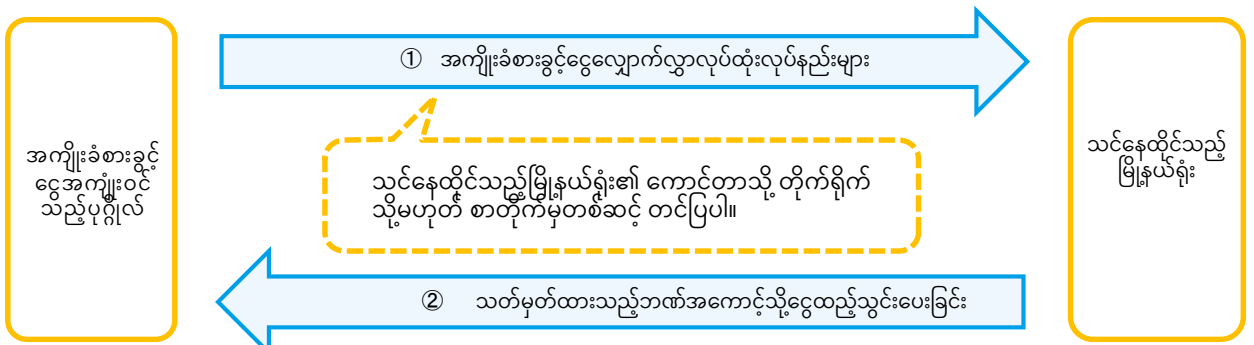 ① အကျိုးခံစားခွင့်ငွေလျှောက်လွှာလုပ်ထုံးလုပ်နည်းများ
အကျိုးခံစားခွင့်
ငွေအကျုံးဝင်
သည့်ပုဂ္ဂိုလ်
သင်နေထိုင်သည့်မြို့နယ်ရုံး၏ ကောင်တာသို့ တိုက်ရိုက်
သို့မဟုတ် စာတိုက်မှတစ်ဆင့် တင်ပြပါ။
သင်နေထိုင်သည့်
မြို့နယ်ရုံး
② သတ်မှတ်ထားသည့်ဘဏ်အကောင့်သို့ငွေထည့်သွင်းပေးခြင်း